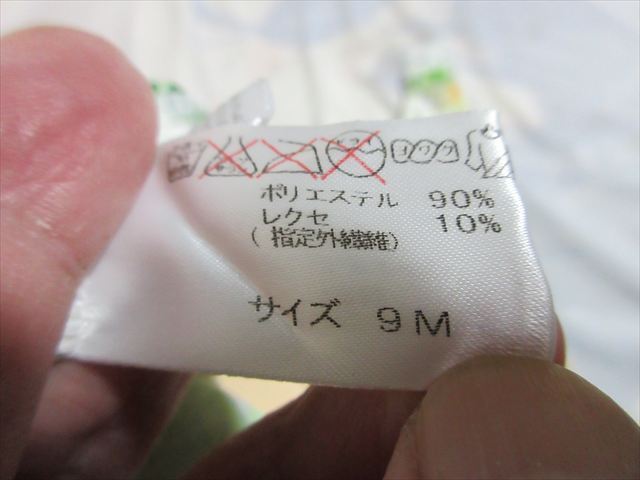 ポリエステル 90%
レクセ 10%
(指定外繊維)
サイズ 9M